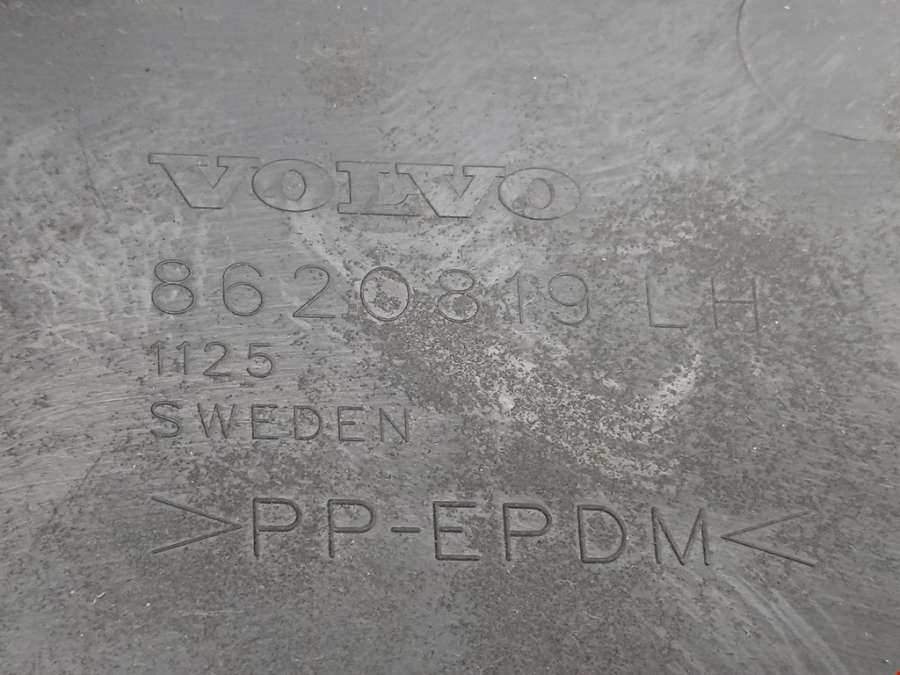 VOLVO
8620819 LH
1125
SWEDEN
>PP-EPDM<